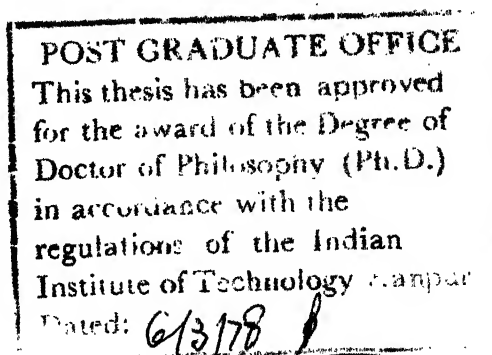 POST GRADUATE OFFICE
This thesis has been approved
for the award of the Degree of
Doctor of Philosophy (Ph.D.)
in accordance with the
regulations of the Indian
Institute of Technology Kanpur
Dated: 6/3/78